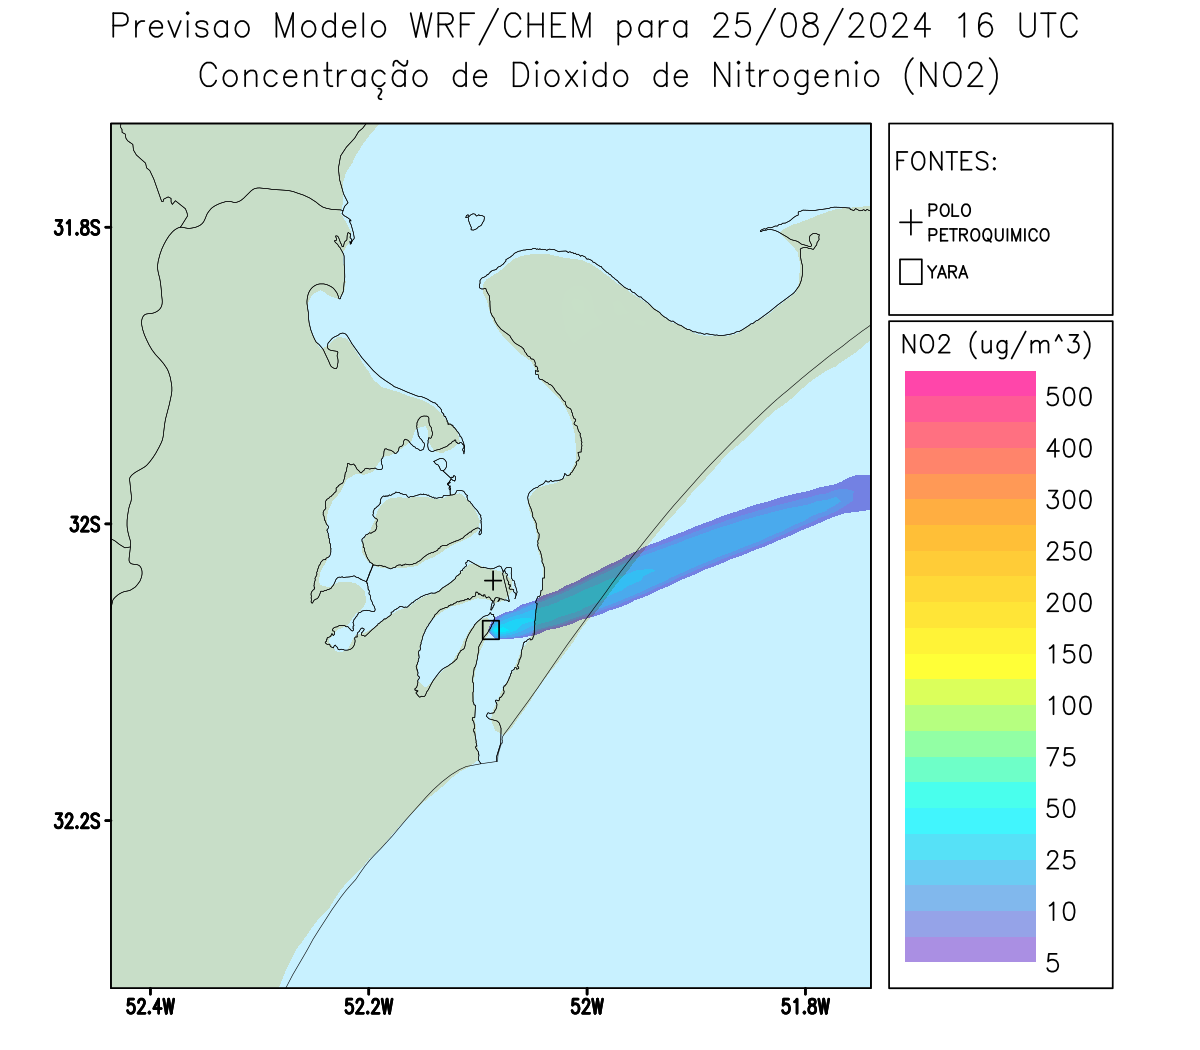 Previsao Modelo WRF/CHEM para 25/08/2024 16 UTC
Concentração de Dioxido de Nitrogenio (NO2)
FONTES:
POLO
PETROQUIMICO
YARA
NO2 (ug/m^3)
500
400
300
250
200
150
100
75
50
25
10
5
31.8S
32S
32.2S
52.4W
52.2W
52W
51.8W